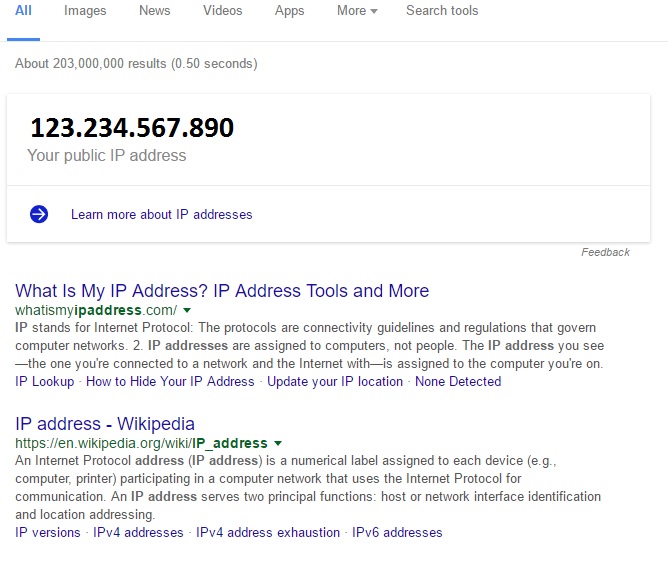 All Images News Videos Apps More Search tools
About 203,000,000 results (0.50 seconds)
123.234.567.890
Your public IP address
Learn more about IP addresses
Feedback
What Is My IP Address? IP Address Tools and More
whatismyipaddress.com/
IP stands for Internet Protocol: The protocols are connectivity guidelines and regulations that govern
computer networks. 2. IP addresses are assigned to computers, not people. The IP address you see
—the one you're connected to a network and the Internet with—is assigned to the computer you're on.
IP Lookup · How to Hide Your IP Address · Update your IP location · None Detected
IP address - Wikipedia
https://en.wikipedia.org/wiki/IP_address
An Internet Protocol address (IP address) is a numerical label assigned to each device (e.g.,
computer, printer) participating in a computer network that uses the Internet Protocol for
communication. An IP address serves two principal functions: host or network interface identification
and location addressing.
IP versions · IPv4 addresses · IPv4 address exhaustion · IPv6 addresses